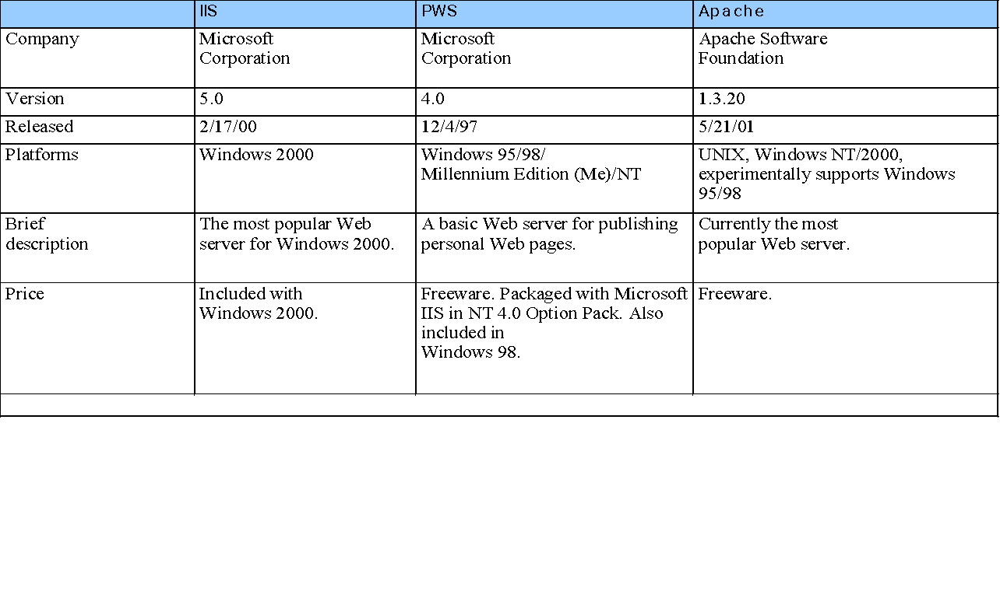 IIS PWS Apache
Company Microsoft Microsoft Apache Software
Corporation Corporation Foundation
Version 5.0 4.0 1.3.20
Released 2/17/00 12/4/97 5/21/01
Platforms Windows 2000 Windows 95/98/ UNIX, Windows NT/2000,
Millennium Edition (Me)/NT experimentally supports Windows
95/98
Brief The most popular Web A basic Web server for publishing Currently the most
description server for Windows 2000. personal Web pages. popular Web server.
Price Included with Freeware. Packaged with Microsoft Freeware.
Windows 2000. IIS in NT 4.0 Option Pack. Also
included in
Windows 98.